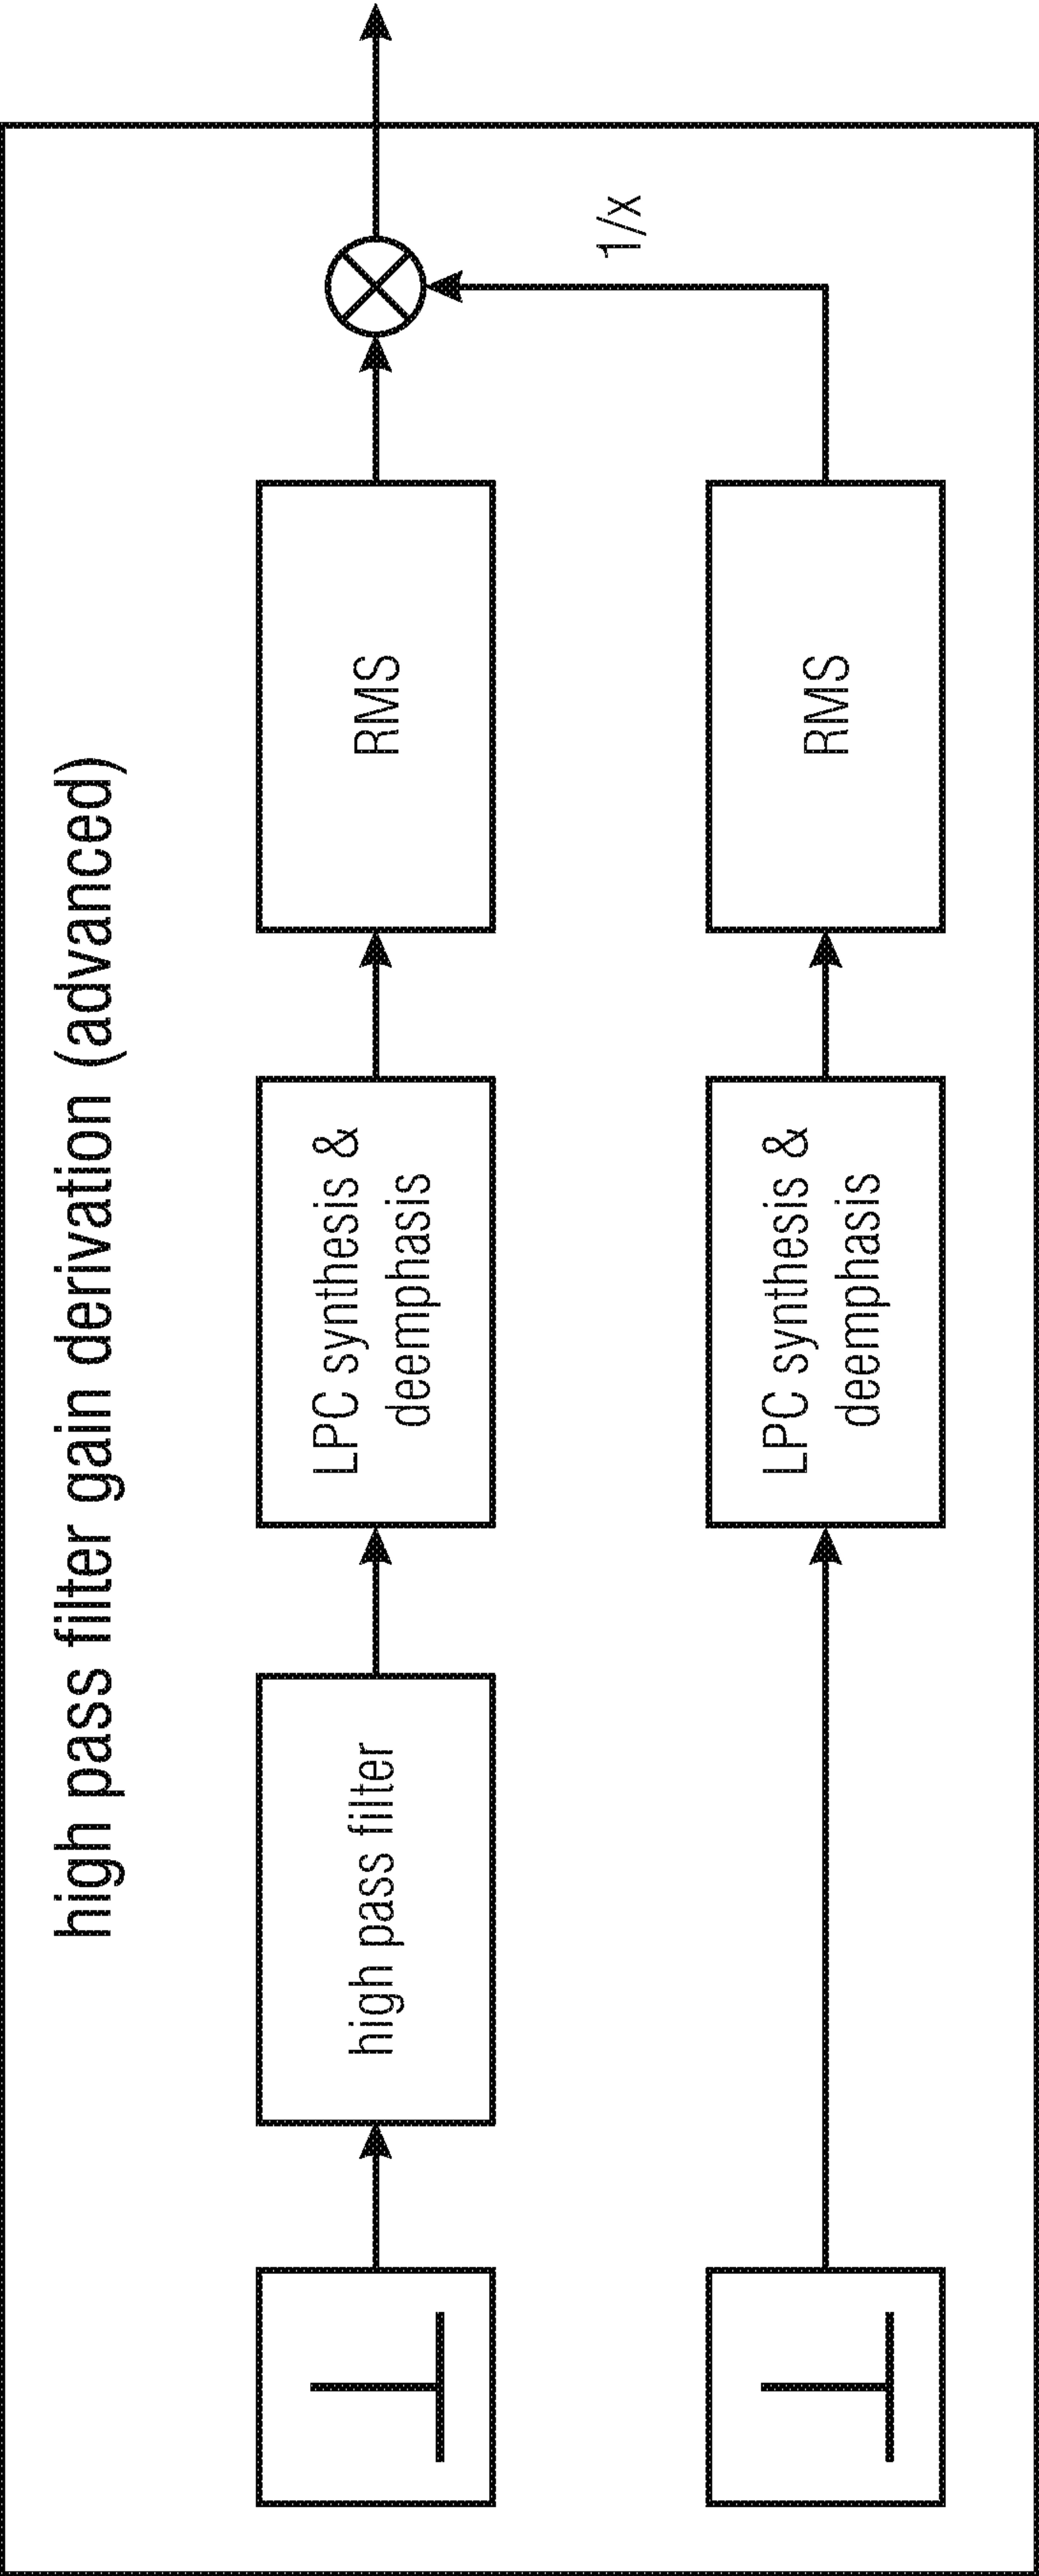 high pass filter gain derivation (advanced)
high pass filter
LPC synthesis &
deemphasis
RMS
1/x
LPC synthesis &
deemphasis
RMS